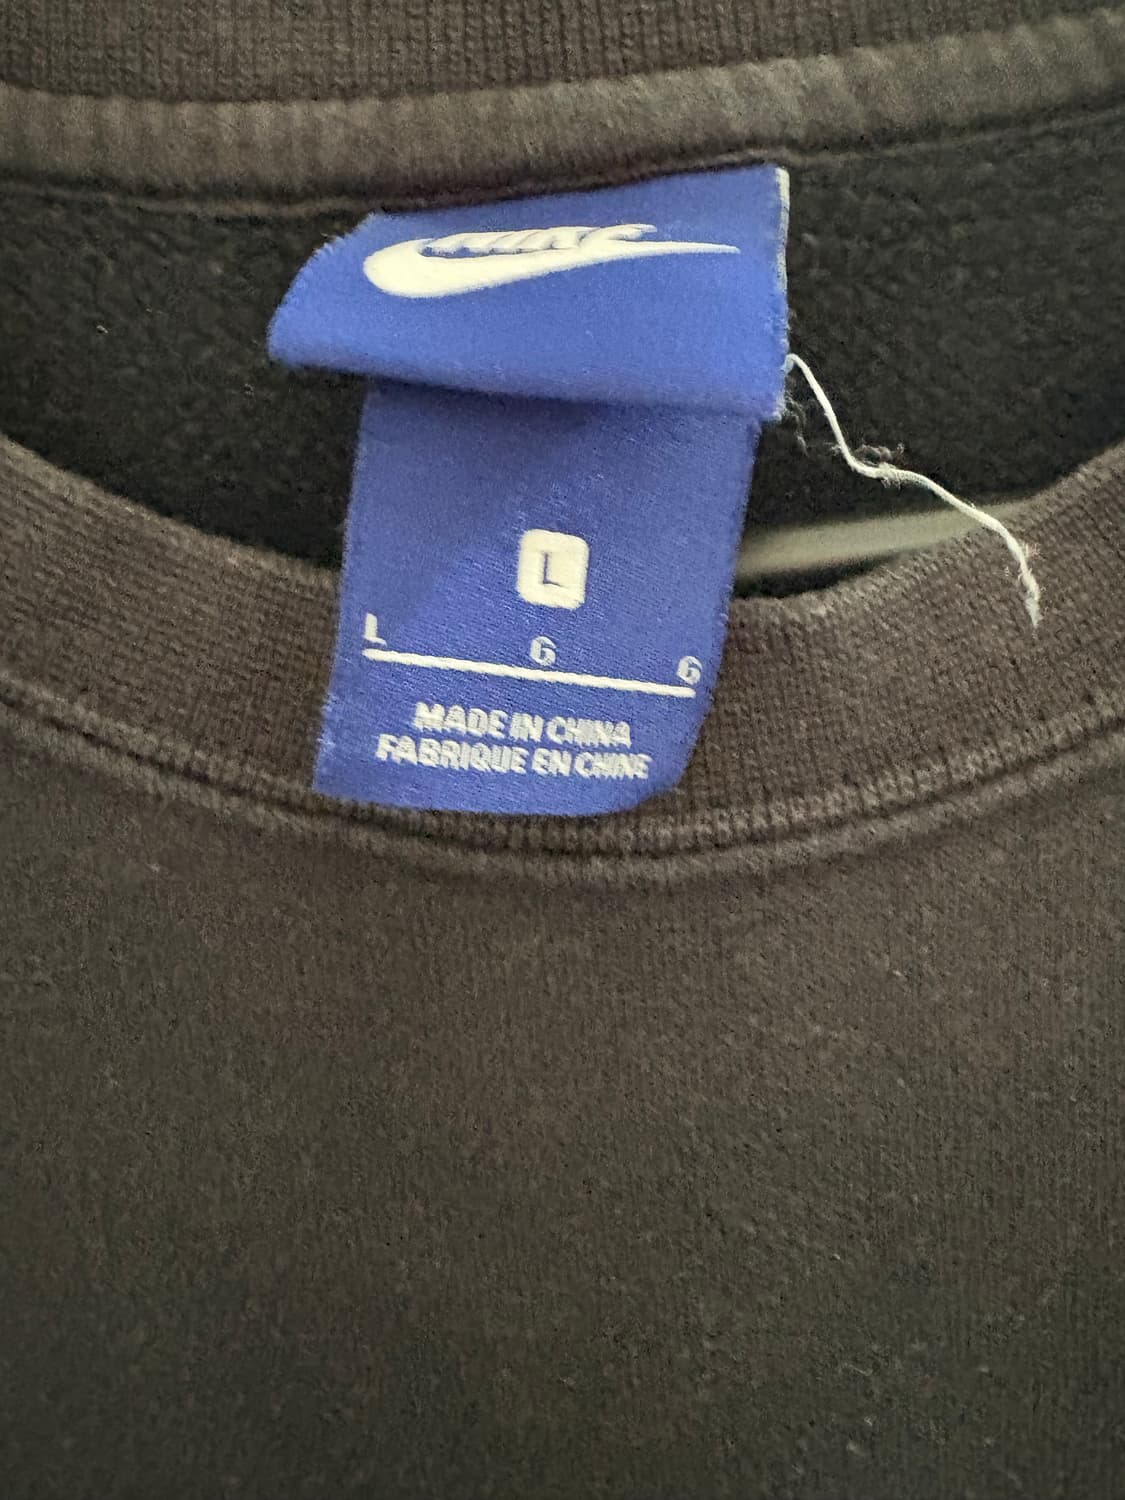 NIKE
L
L G G
MADE IN CHINA
FABRIQUE EN CHINE